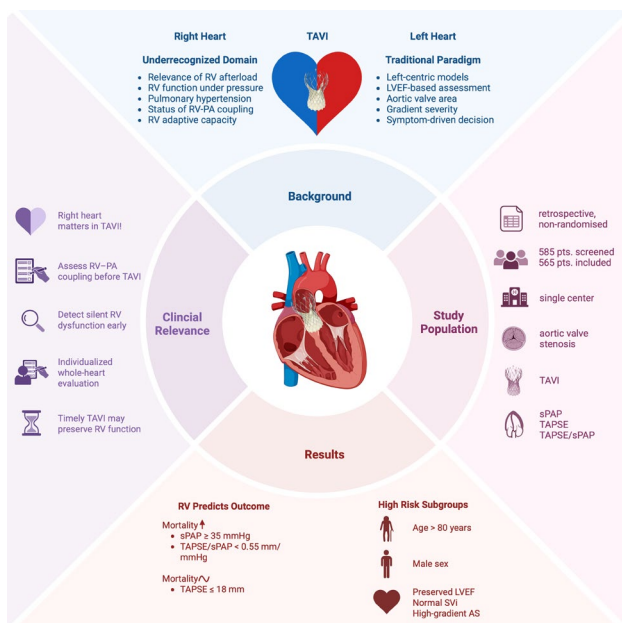 Right Heart
TAVI
Left Heart
Underrecognized Domain
• Relevance of RV afterload
• RV function under pressure
• Pulmonary hypertension
• Status of RV-PA coupling
• RV adaptive capacity
Traditional Paradigm
• Left-centric models
• LVEF-based assessment
• Aortic valve area
• Gradient severity
• Symptom-driven decision
Background
Right heart
matters in TAVI!
Assess RV–PA
coupling before TAVI
Detect silent RV
dysfunction early
Individualized
whole-heart
evaluation
Timely TAVI may
preserve RV function
Clincial
Relevance
Study
Population
retrospective,
non-randomised
585 pts. screened
565 pts. included
single center
aortic valve
stenosis
TAVI
sPAP
TAPSE
TAPSE/sPAP
Results
RV Predicts Outcome
Mortality
• sPAP ≥ 35 mmHg
• TAPSE/sPAP < 0.55 mm/
mmHg
Mortality
• TAPSE ≤ 18 mm
High Risk Subgroups
Age > 80 years
Male sex
Preserved LVEF
Normal SVi
High-gradient AS